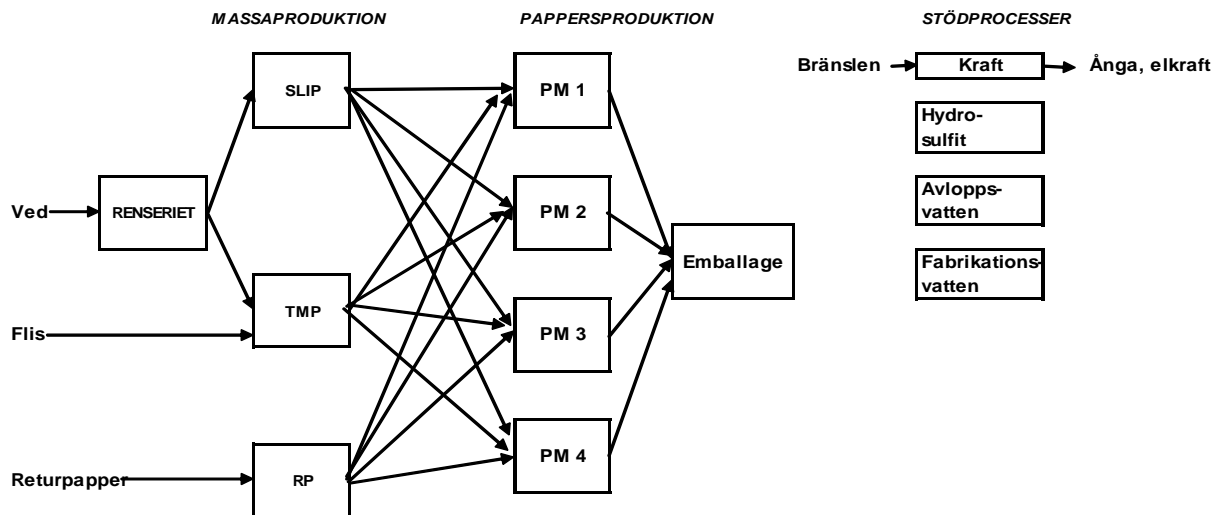 MASSAPRODUKTION
PAPPERSPRODUKTION
STÖDPROCESSER
SLIP
PM 1
Bränslen
Kraft
Ånga, elkraft
Hydro-
sulfit
Ved
RENSERIET
PM 2
Avlopps-
vatten
Emballage
Fabrikations-
vatten
TMP
Flis
PM 3
PM 4
Returpapper
RP